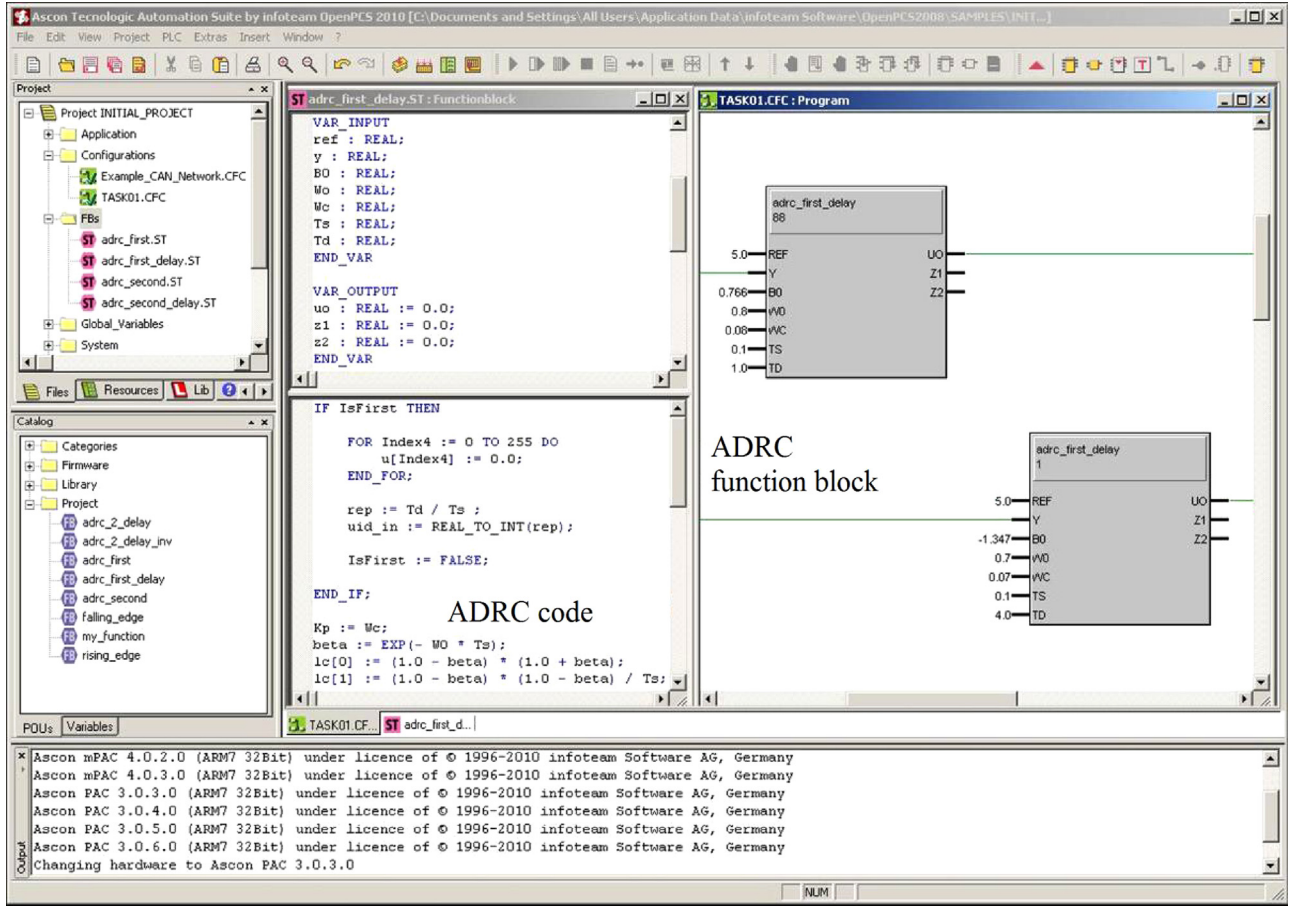 Ascon Tecnologic Automation Suite by infoteam OpenPCS 2010 [C:\Documents and Settings\All Users\Application Data\infoteam Software\OpenPCS2008\SAMPLES\INIT...]
File Edit View Project PLC Extras Insert Window ?
Project
Project INITIAL_PROJECT
Application
Configurations
Example_CAN_Network.CFC
TASK01.CFC
FBs
ST adrc_first.ST
ST adrc_first_delay.ST
ST adrc_second.ST
ST adrc_second_delay.ST
Global_Variables
System
Files Resources Lib
Catalog
Categories
Firmware
Library
Project
FB adrc_2_delay
FB adrc_2_delay_inv
FB adrc_first
FB adrc_first_delay
FB adrc_second
FB falling_edge
FB my_function
FB rising_edge
POUs Variables
ST adrc_first_delay.ST : Functionblock
VAR_INPUT
ref : REAL;
y : REAL;
B0 : REAL;
Wo : REAL;
Wc : REAL;
Ts : REAL;
Td : REAL;
END_VAR
VAR_OUTPUT
uo : REAL := 0.0;
z1 : REAL := 0.0;
z2 : REAL := 0.0;
END_VAR
IF IsFirst THEN
FOR Index4 := 0 TO 255 DO
u[Index4] := 0.0;
END_FOR;
rep := Td / Ts ;
uid_in := REAL_TO_INT(rep);
IsFirst := FALSE;
END_IF;
ADRC code
Kp := Wc;
beta := EXP(- WO * Ts);
lc[0] := (1.0 - beta) * (1.0 + beta);
lc[1] := (1.0 - beta) * (1.0 - beta) / Ts;
TASK01.CF... ST adrc_first_d...
TASK01.CFC : Program
adrc_first_delay
88
5.0 REF UO
Y Z1
0.766 B0 Z2
0.8 W0
0.08 WC
0.1 TS
1.0 TD
ADRC
function block
adrc_first_delay
1
5.0 REF UO
Y Z1
-1.347 B0 Z2
0.7 W0
0.07 WC
0.1 TS
4.0 TD
Output
Ascon mPAC 4.0.2.0 (ARM7 32Bit) under licence of © 1996-2010 infoteam Software AG, Germany
Ascon mPAC 4.0.3.0 (ARM7 32Bit) under licence of © 1996-2010 infoteam Software AG, Germany
Ascon PAC 3.0.3.0 (ARM7 32Bit) under licence of © 1996-2010 infoteam Software AG, Germany
Ascon PAC 3.0.4.0 (ARM7 32Bit) under licence of © 1996-2010 infoteam Software AG, Germany
Ascon PAC 3.0.5.0 (ARM7 32Bit) under licence of © 1996-2010 infoteam Software AG, Germany
Ascon PAC 3.0.6.0 (ARM7 32Bit) under licence of © 1996-2010 infoteam Software AG, Germany
Changing hardware to Ascon PAC 3.0.3.0
NUM